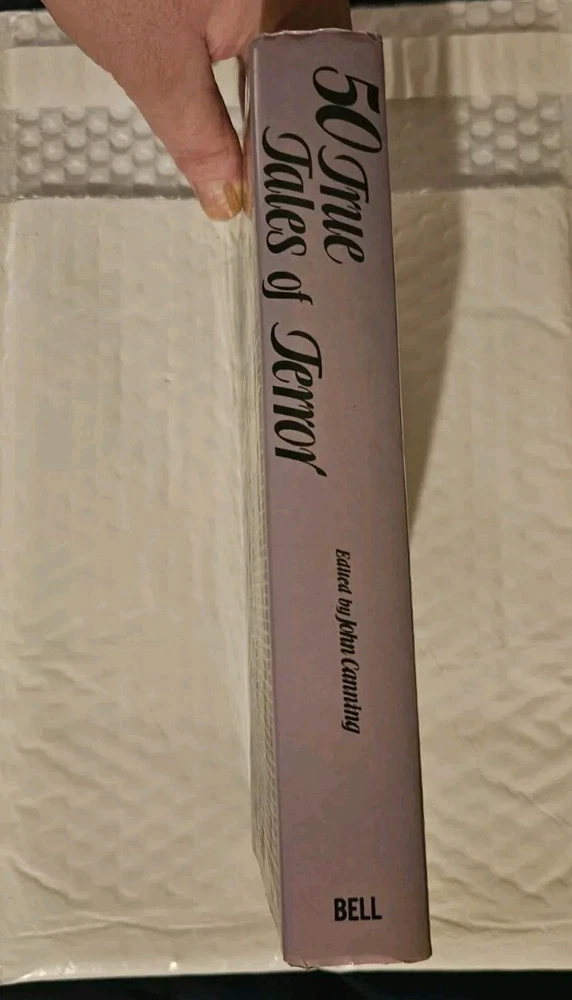 50 True
Tales of Terror
Edited by John Canning
BELL